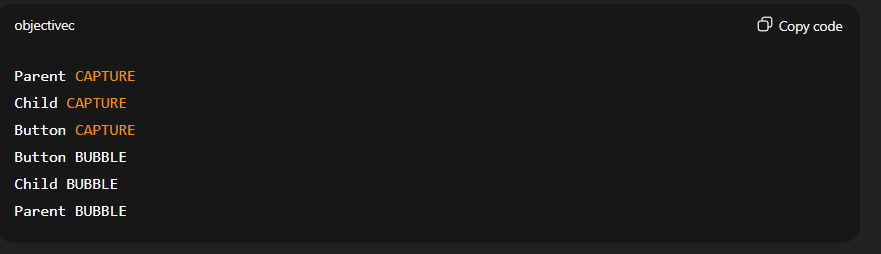 objectivec
Copy code
Parent CAPTURE
Child CAPTURE
Button CAPTURE
Button BUBBLE
Child BUBBLE
Parent BUBBLE